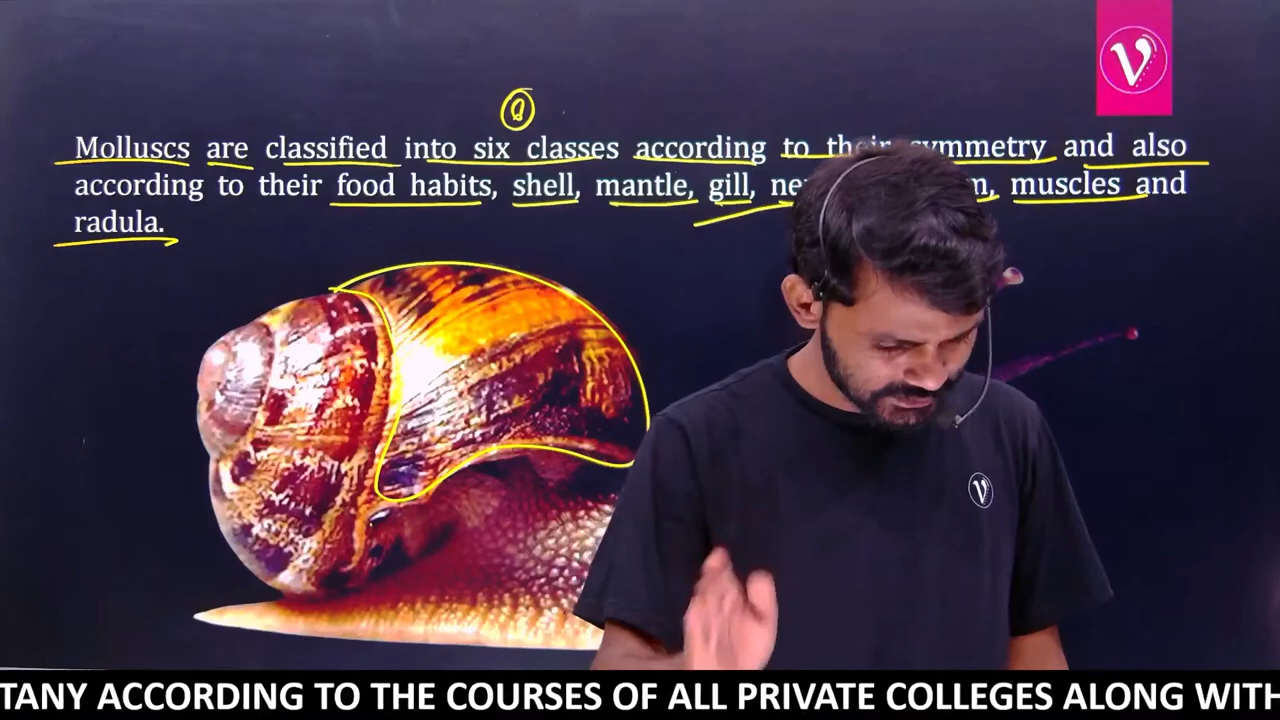 Molluscs are classified into six classes according to their symmetry and also
according to their food habits, shell, mantle, gill, muscles and
radula.
TANY ACCORDING TO THE COURSES OF ALL PRIVATE COLLEGES ALONG WITH